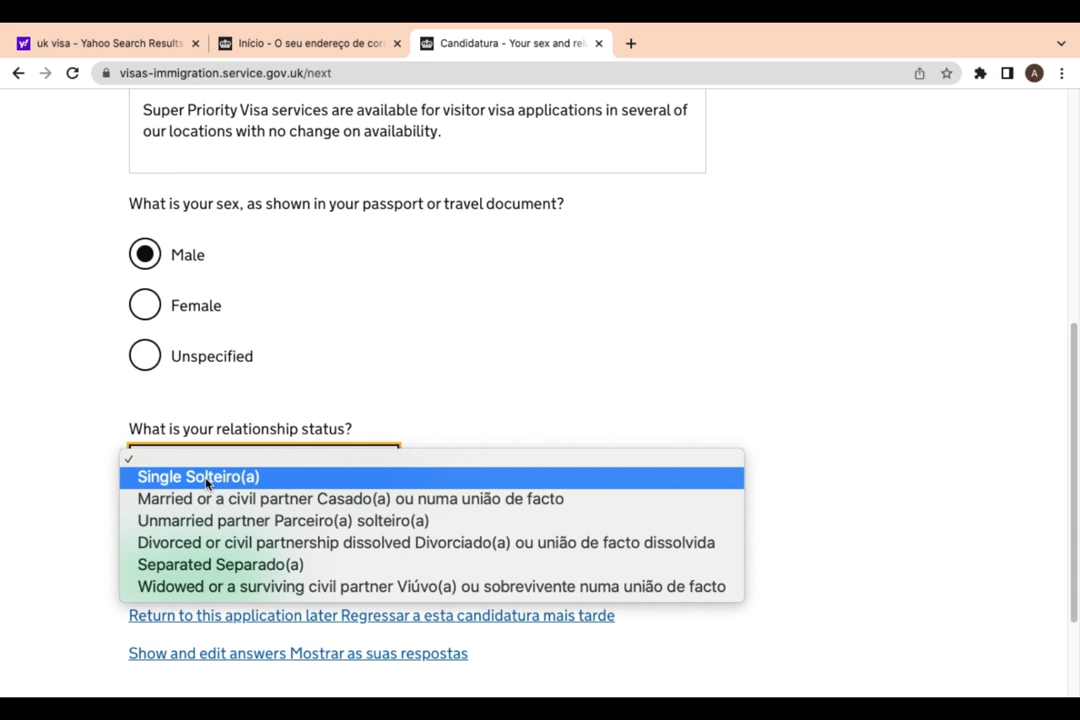 uk visa - Yahoo Search Results
Início - O seu endereço de cor
Candidatura - Your sex and rel
visas-immigration.service.gov.uk/next
A
Super Priority Visa services are available for visitor visa applications in several of
our locations with no change on availability.
What is your sex, as shown in your passport or travel document?
Male
Female
Unspecified
What is your relationship status?
Single Solteiro(a)
Married or a civil partner Casado(a) ou numa união de facto
Unmarried partner Parceiro(a) solteiro(a)
Divorced or civil partnership dissolved Divorciado(a) ou união de facto dissolvida
Separated Separado(a)
Widowed or a surviving civil partner Viúvo(a) ou sobrevivente numa união de facto
Return to this application later Regressar a esta candidatura mais tarde
Show and edit answers Mostrar as suas respostas